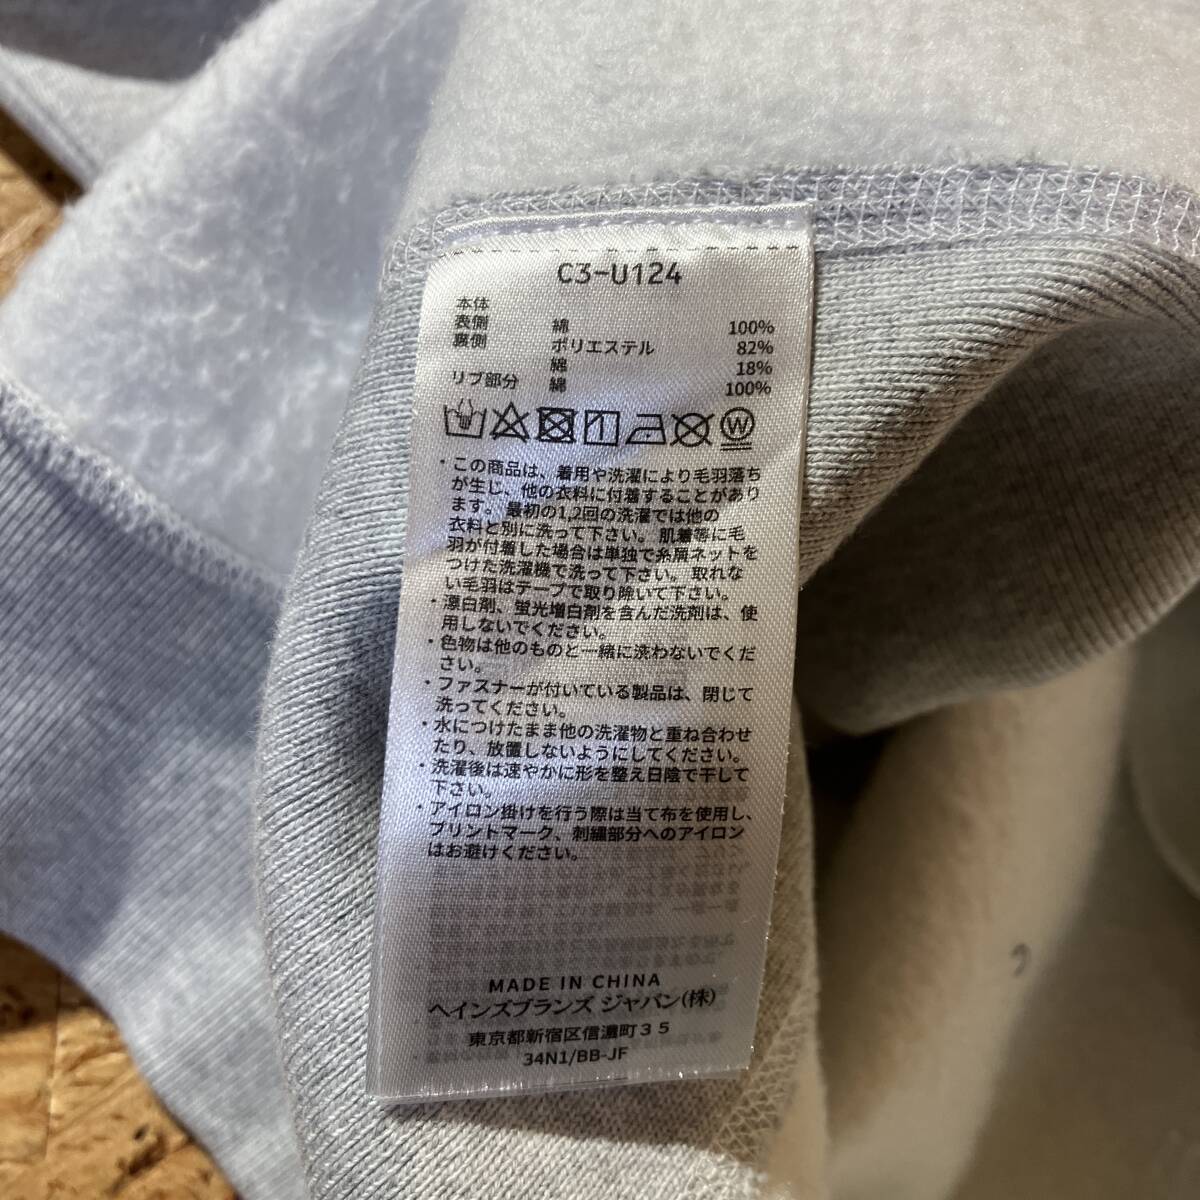 C3-U124
本体
表側 綿 100%
裏側 ポリエステル 82%
綿 18%
リブ部分 綿 100%
W
・この商品は、着用や洗濯により毛羽落ち
が生じ、他の衣料に付着することがあり
ます。最初の1,2回の洗濯では他の
衣料と別に洗って下さい。肌着等に毛
羽が付着した場合は単独で糸屑ネットを
つけた洗濯機で洗って下さい。取れな
い毛羽はテープで取り除いて下さい。
・漂白剤、蛍光増白剤を含んだ洗剤は、使
用しないでください。
・色物は他のものと一緒に洗わないでくだ
さい。
・ファスナーが付いている製品は、閉じて
洗ってください。
・水につけたまま他の洗濯物と重ね合わせ
たり、放置しないようにしてください。
・洗濯後は速やかに形を整え日陰で干して
下さい。
・アイロン掛けを行う際は当て布を使用し、
プリントマーク、刺繍部分へのアイロン
はお避けください。
MADE IN CHINA
ヘインズブランズ ジャパン(株)
東京都新宿区信濃町35
34N1/BB-JF